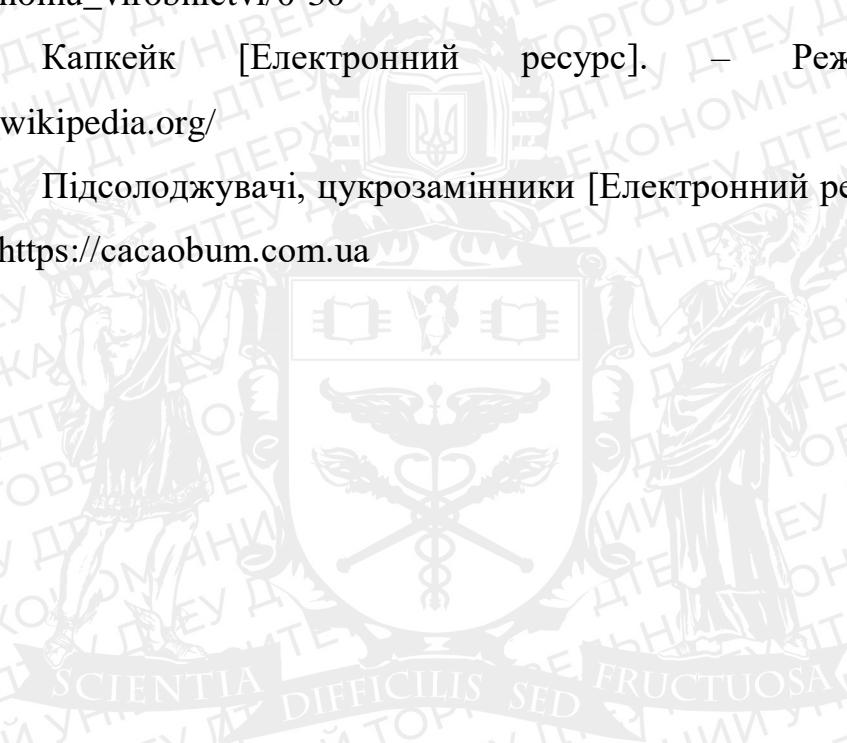 Капкейк [Електронний ресурс]. – Реж
wikipedia.org/
Підсолоджувачі, цукрозамінники [Електронний ре
https://cacaobum.com.ua
SCIENTIA DIFFICILIS SED FRUCTUOSA